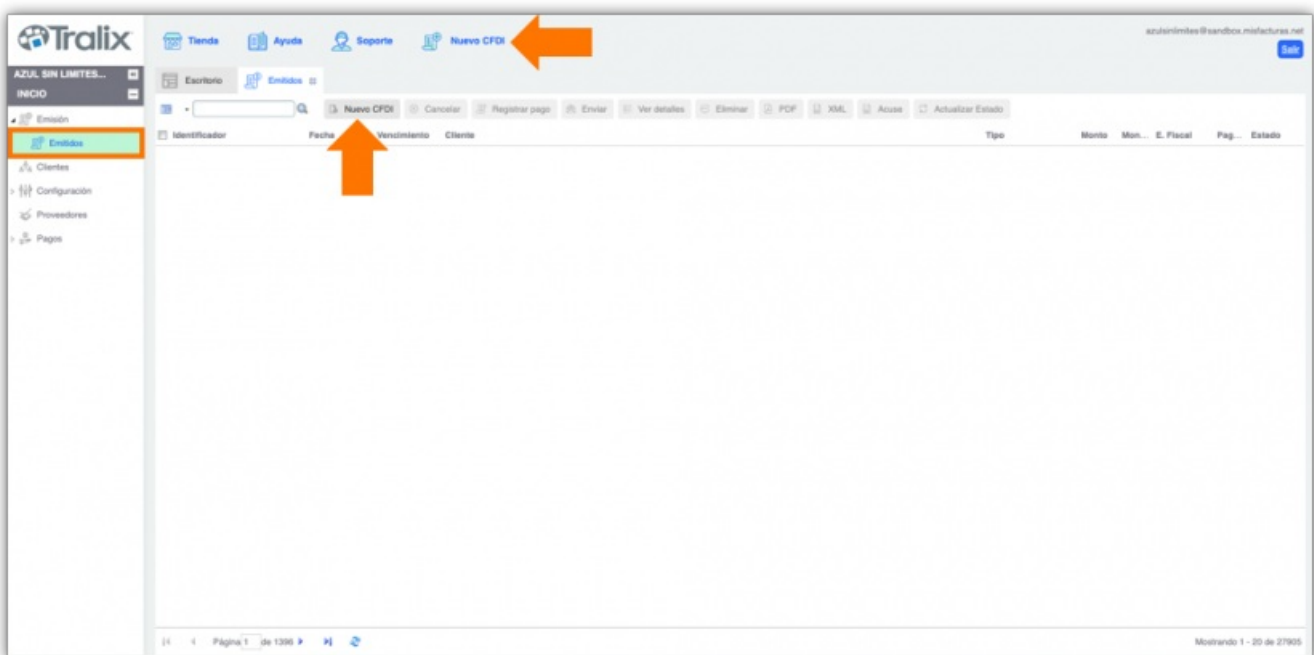 Tralix
Tienda Ayuda Soporte Nuevo CFDI
azulsinlimites@sandbox.misfacturas.net
Salir
AZUL SIN LIMITES...
INICIO
Emisión
Emitidos
Clientes
Configuración
Proveedores
Pagos
Escritorio Emitidos
Nuevo CFDI Cancelar Registrar pago Enviar Ver detalles Eliminar PDF XML Acuse Actualizar Estado
Identificador Fecha Vencimiento Cliente Tipo Monto Mon... E. Fiscal Pag... Estado
Página 1 de 1396
Mostrando 1 - 20 de 27905